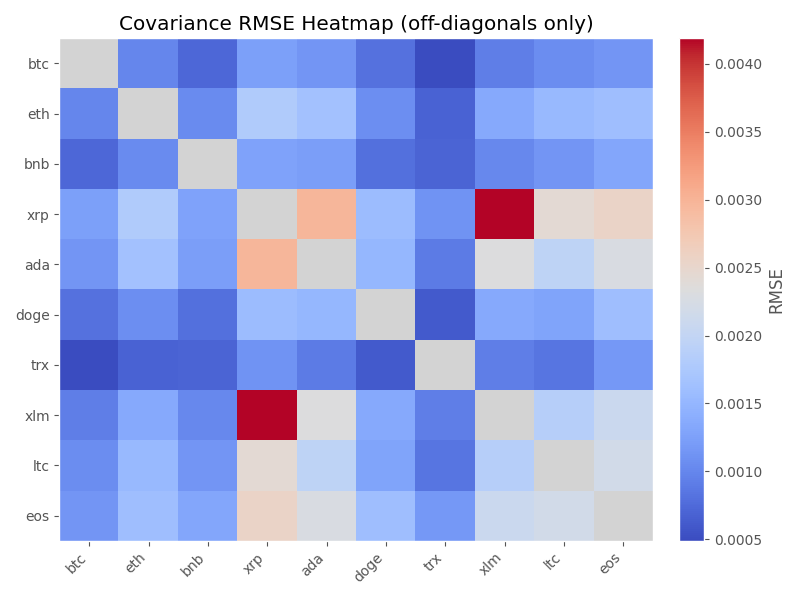 Covariance RMSE Heatmap (off-diagonals only)
btc
eth
bnb
xrp
ada
doge
trx
xlm
ltc
eos
btc
eth
bnb
xrp
ada
doge
trx
xlm
ltc
eos
0.0040
0.0035
0.0030
0.0025
0.0020
0.0015
0.0010
0.0005
RMSE